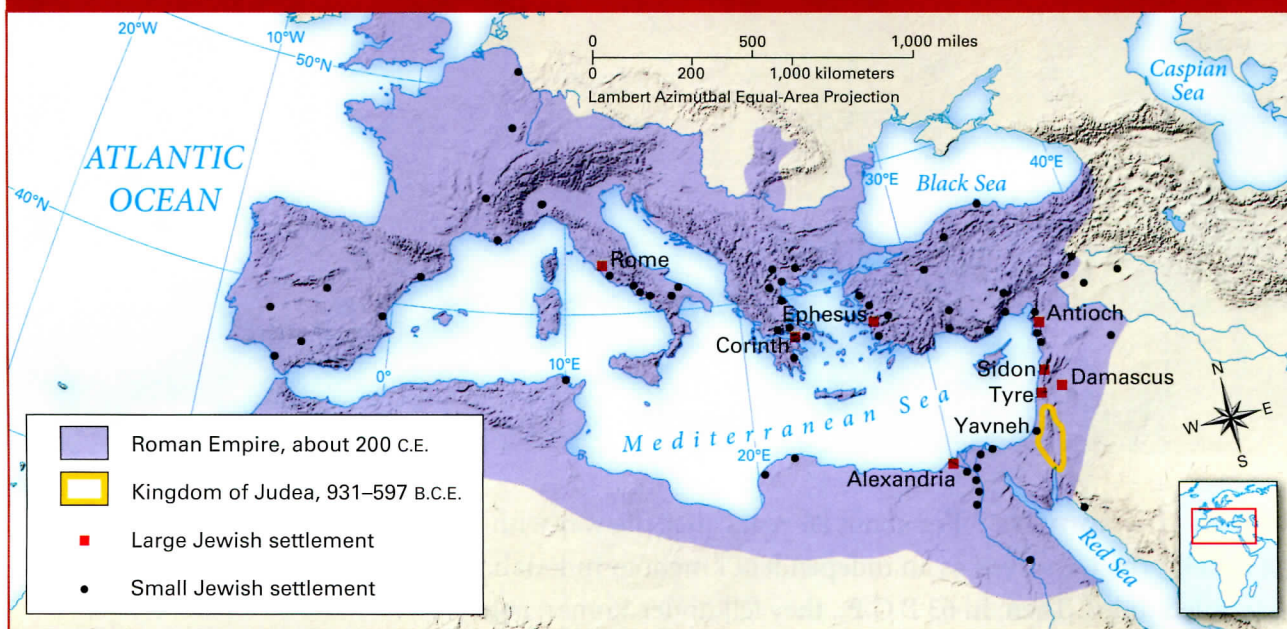 20°W
10°W
50°N
0 500 1,000 miles
0 200 1,000 kilometers
Lambert Azimuthal Equal-Area Projection
Caspian
Sea
ATLANTIC
OCEAN
40°N
30°E
Black Sea
40°E
Rome
Ephesus
Corinth
Antioch
Sidon
Damascus
Tyre
Yavneh
Alexandria
0°
10°E
20°E
Mediterranean Sea
Red Sea
N
W E
S
Roman Empire, about 200 C.E.
Kingdom of Judea, 931–597 B.C.E.
Large Jewish settlement
Small Jewish settlement